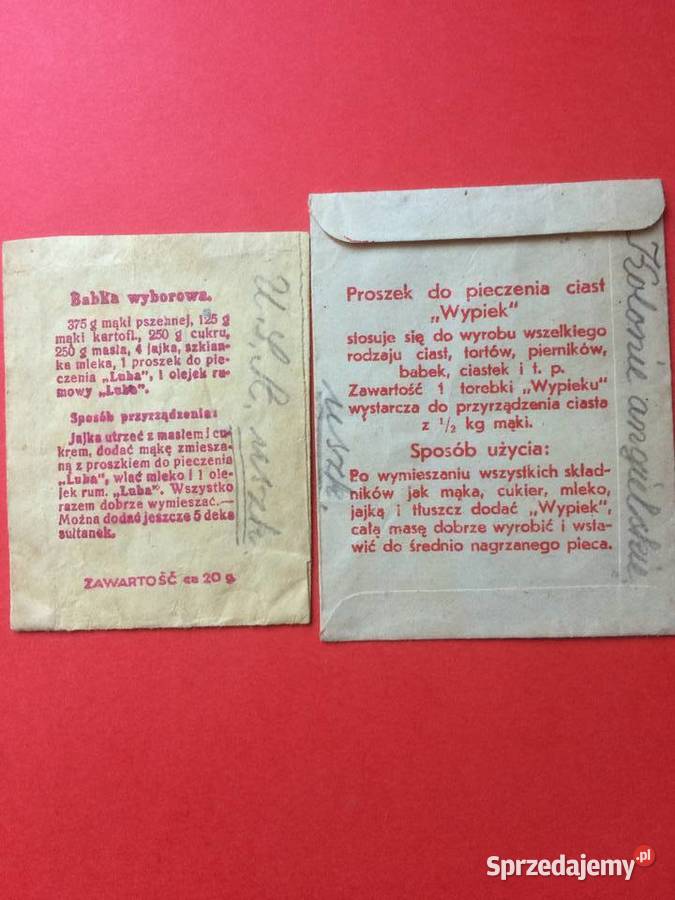 Babka wyborowa.
375 g mąki pszennej, 125 g
mąki kartofl., 250 g cukru,
250 g masła, 4 jajka, szklan-
ka mleka, 1 proszek do pie-
czenia „Luba”, 1 olejek ru-
mowy „Luba”.
Sposób przyrządzenia:
Jajka utrzeć z masłem i cu-
krem, dodać mąkę zmiesza-
ną z proszkiem do pieczenia
„Luba”, wlać mleko i 1 ole-
jek rum. „Luba”. Wszystko
razem dobrze wymieszać.—
Można dodać jeszcze 5 deka
sułtanek.
ZAWARTOŚĆ ca 20 g.
uszk.
Proszek do pieczenia ciast
„Wypiek”
stosuje się do wyrobu wszelkiego
rodzaju ciast, tortów, pierników,
babek, ciastek i t. p.
Zawartość 1 torebki „Wypieku”
wystarcza do przyrządzenia ciasta
z 1/2 kg mąki.
Sposób użycia:
Po wymieszaniu wszystkich skład-
ników jak mąka, cukier, mleko,
jajką i tłuszcz dodać „Wypiek”,
całą masę dobrze wyrobić i wsta-
wić do średnio nagrzanego pieca.
uszk.
Kolonie angielskie
Sprzedajemy.pl